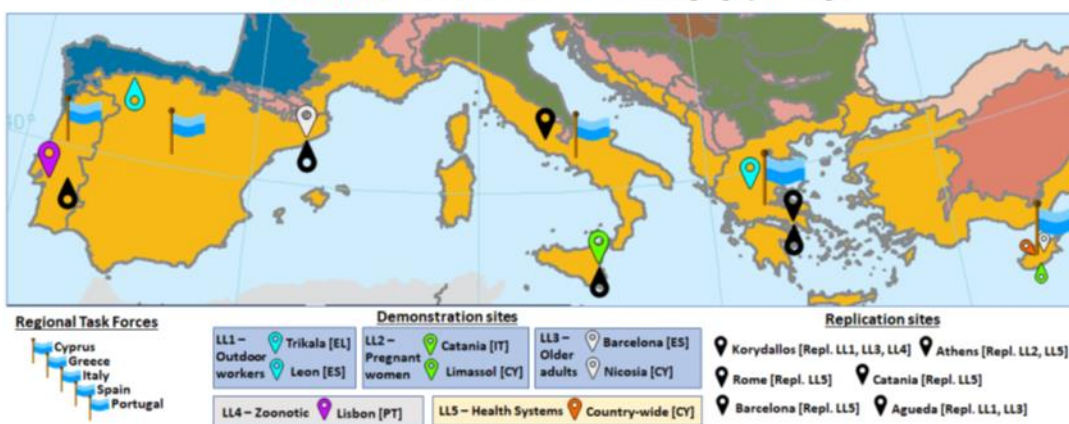 40°
Regional Task Forces
Cyprus
Greece
Italy
Spain
Portugal
Demonstration sites
LL1 – Outdoor workers
Trikala [EL]
Leon [ES]
LL2 – Pregnant women
Catania [IT]
Limassol [CY]
LL3 – Older adults
Barcelona [ES]
Nicosia [CY]
LL4 – Zoonotic
Lisbon [PT]
LL5 – Health Systems
Country-wide [CY]
Replication sites
Korydallos [Repl. LL1, LL3, LL4]
Athens [Repl. LL2, LL5]
Rome [Repl. LL5]
Catania [Repl. LL5]
Barcelona [Repl. LL5]
Agueda [Repl. LL1, LL3]